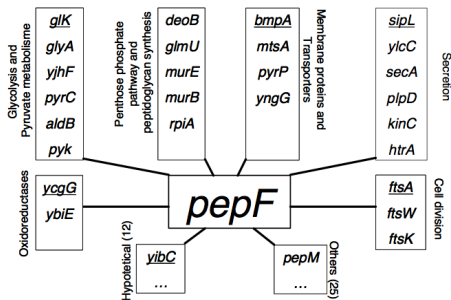 Glycolysis and
Pyruvate metabolisme
glK
glyA
yjhF
pyrC
aldB
pyk
Penthose phosphate
pathway and
peptidoglycan synthesis
deoB
glmU
murE
murB
rpiA
bmpA
mtsA
pyrP
yngG
Membrane proteins and
Transporters
sipL
ylcC
secA
plpD
kinC
htrA
Secretion
Oxidoreductases
ycgG
ybiE
pepF
ftsA
ftsW
ftsK
Cell division
Hypotetical (12)
yibC
...
pepM
...
Others (25)